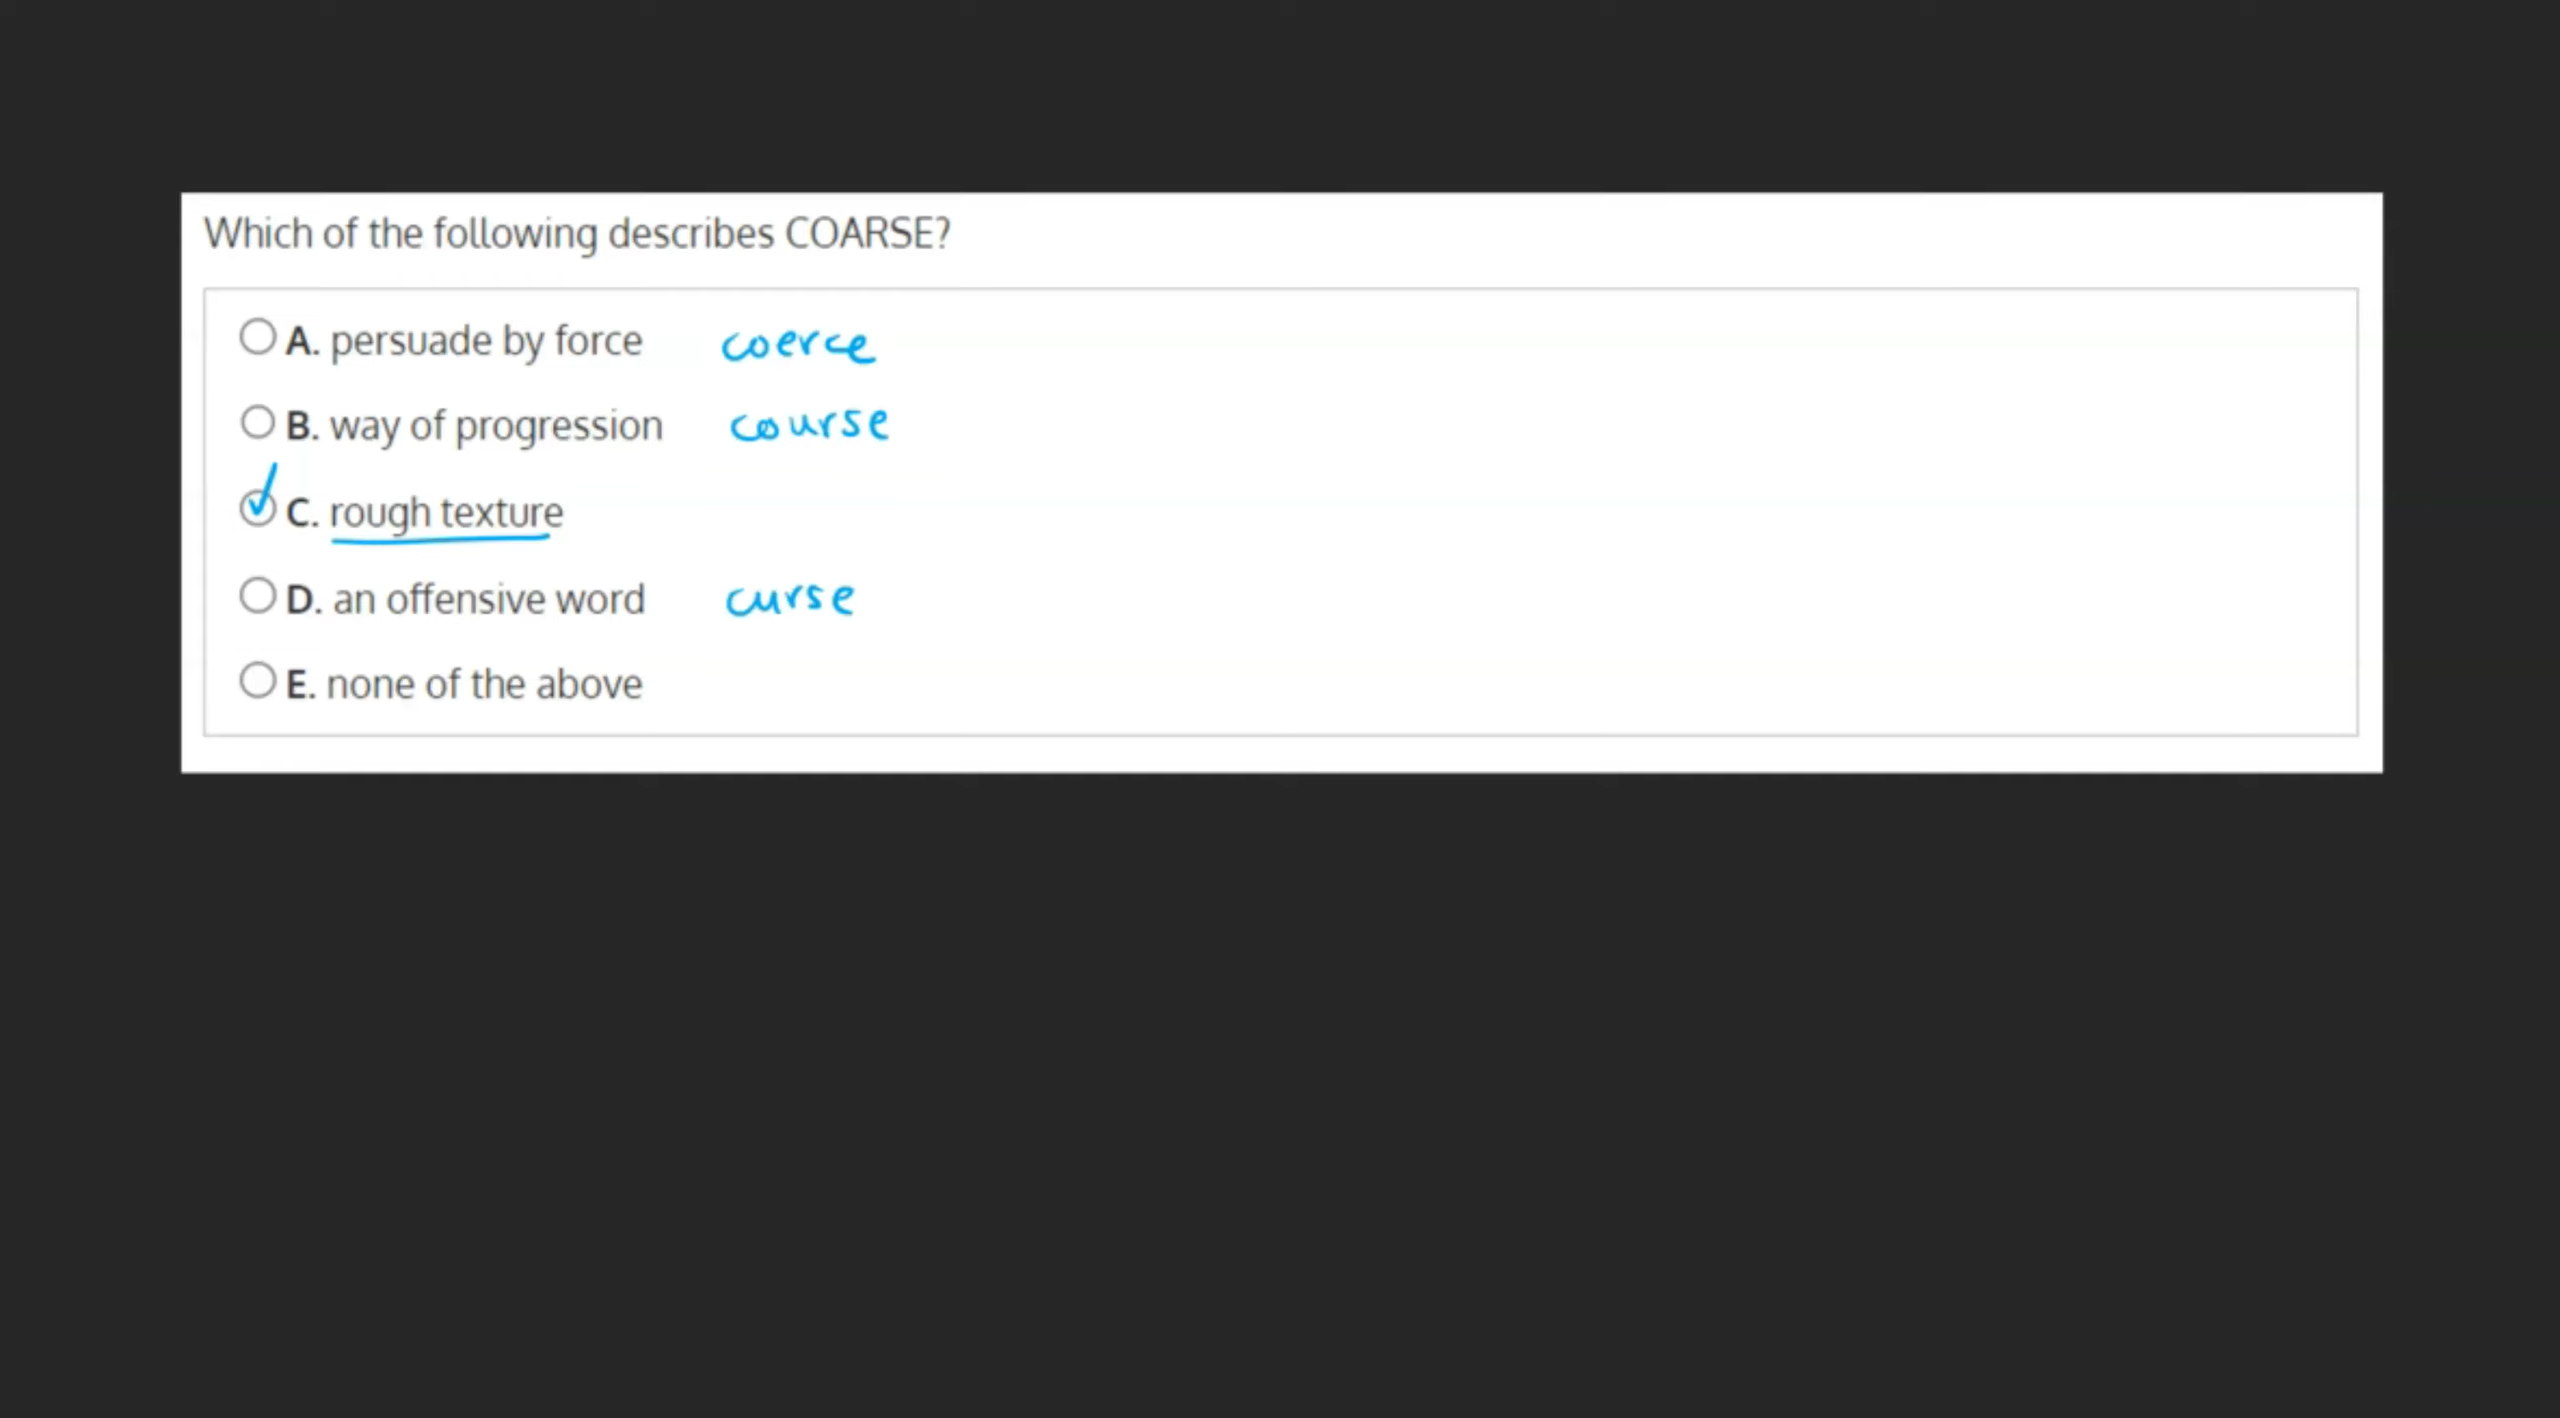 Which of the following describes COARSE?
A. persuade by force coerce
B. way of progression course
C. rough texture
D. an offensive word curse
E. none of the above